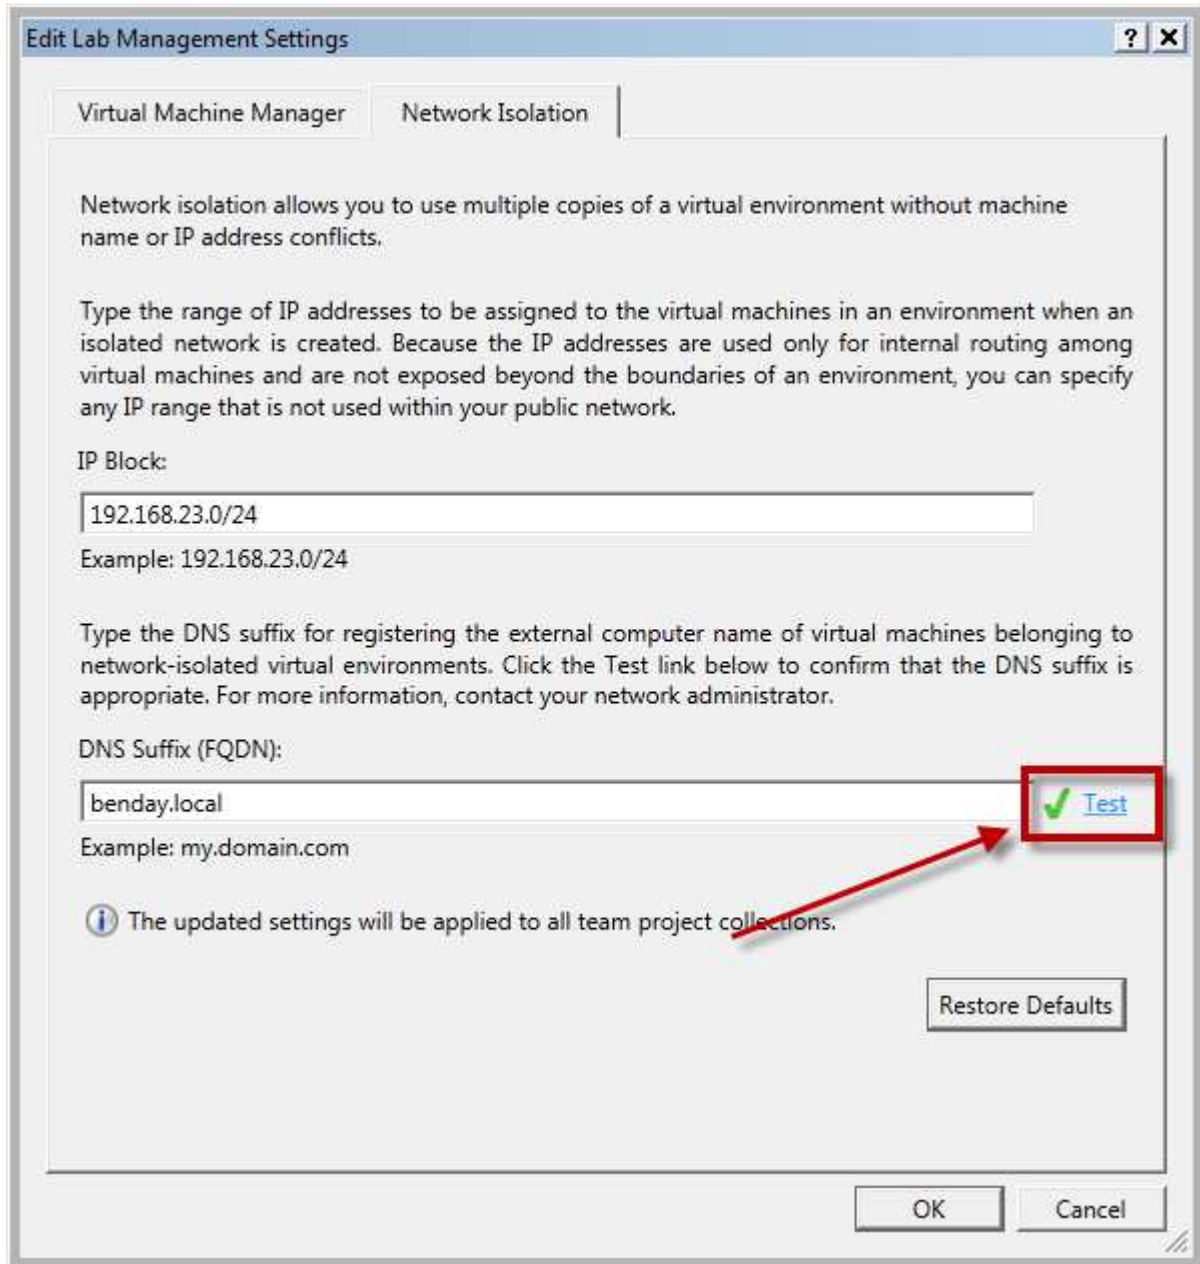 Edit Lab Management Settings
? X
Virtual Machine Manager Network Isolation
Network isolation allows you to use multiple copies of a virtual environment without machine
name or IP address conflicts.
Type the range of IP addresses to be assigned to the virtual machines in an environment when an
isolated network is created. Because the IP addresses are used only for internal routing among
virtual machines and are not exposed beyond the boundaries of an environment, you can specify
any IP range that is not used within your public network.
IP Block:
192.168.23.0/24
Example: 192.168.23.0/24
Type the DNS suffix for registering the external computer name of virtual machines belonging to
network-isolated virtual environments. Click the Test link below to confirm that the DNS suffix is
appropriate. For more information, contact your network administrator.
DNS Suffix (FQDN):
benday.local
Test
Example: my.domain.com
The updated settings will be applied to all team project collections.
Restore Defaults
OK
Cancel